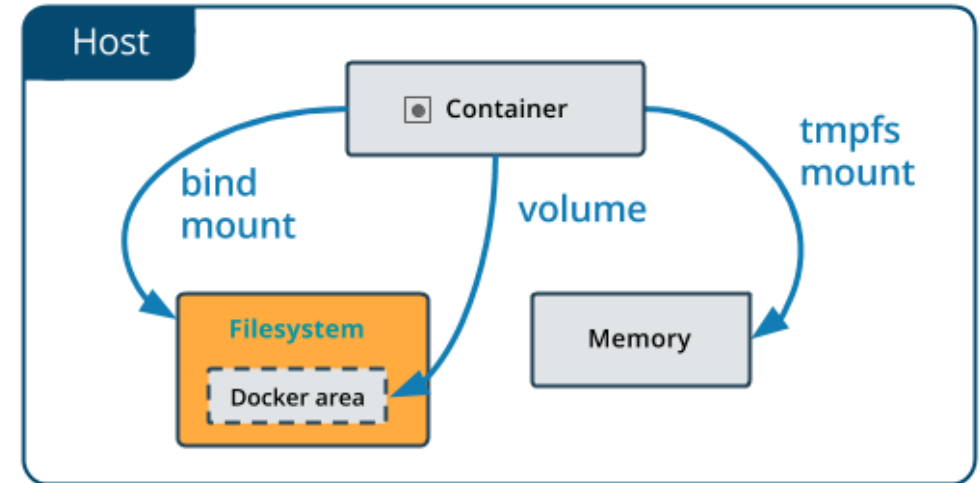 Host
Container
bind
mount
volume
tmpfs
mount
Filesystem
Docker area
Memory